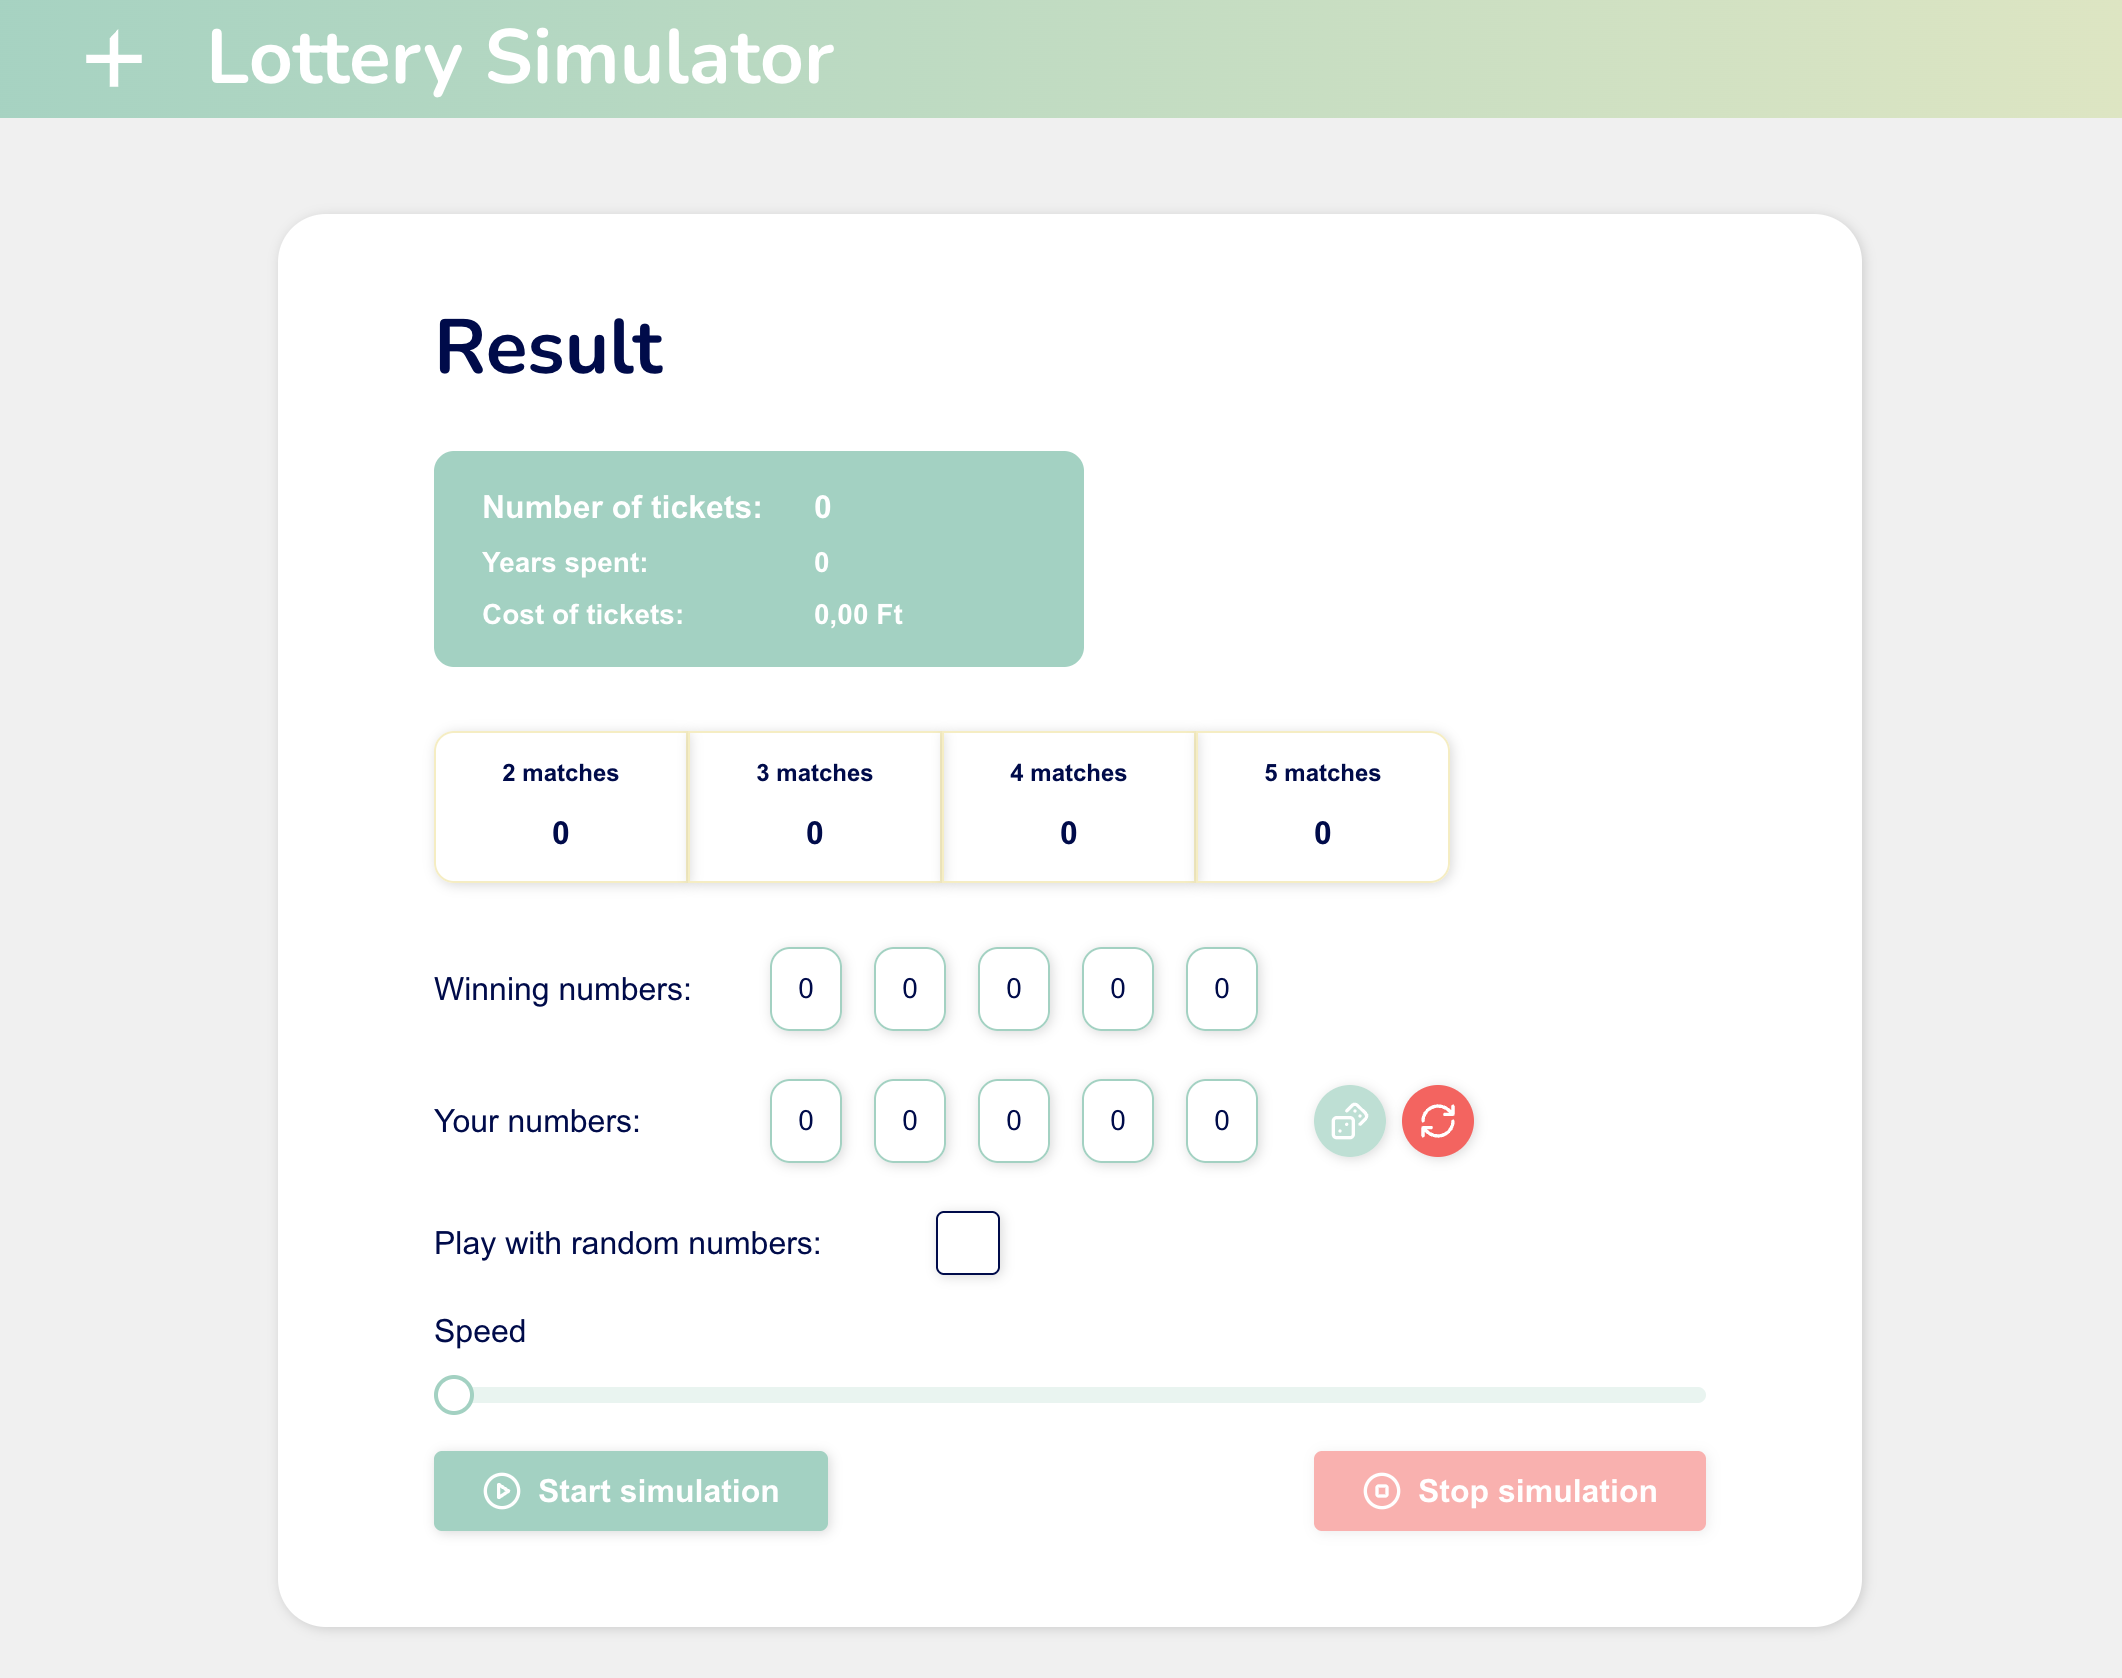 Lottery Simulator
Result
Number of tickets: 0
Years spent: 0
Cost of tickets: 0,00 Ft
2 matches 3 matches 4 matches 5 matches
0 0 0 0
Winning numbers: 0 0 0 0 0
Your numbers: 0 0 0 0 0
Play with random numbers:
Speed
Start simulation Stop simulation